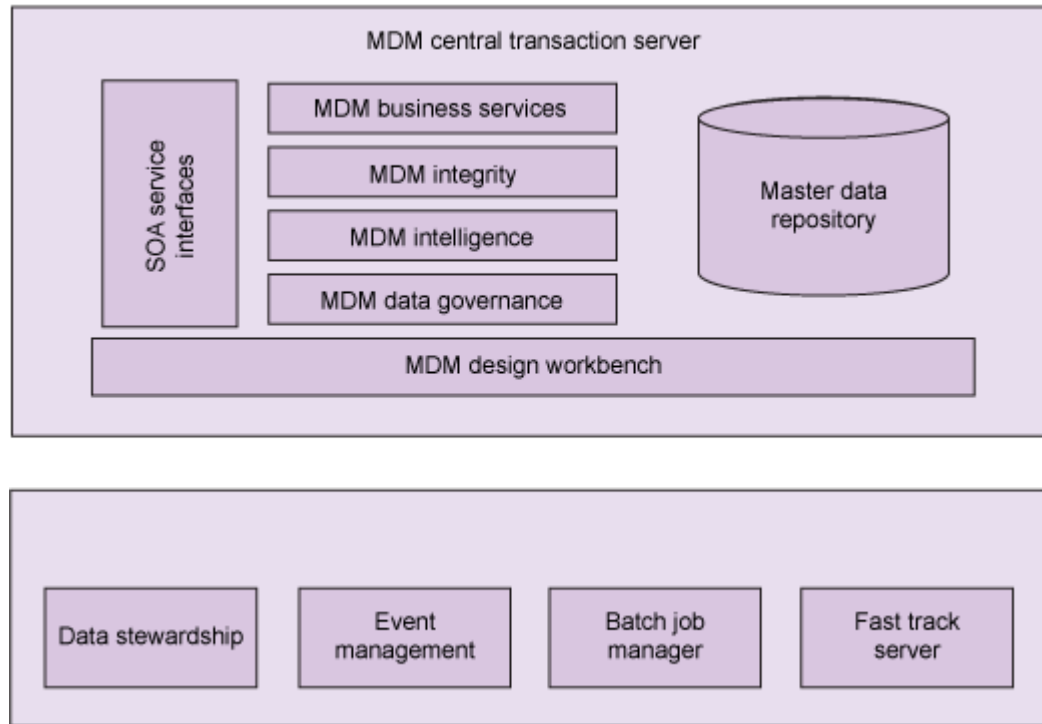 MDM central transaction server
SOA service
interfaces
MDM business services
MDM integrity
MDM intelligence
MDM data governance
Master data
repository
MDM design workbench
Data stewardship
Event
management
Batch job
manager
Fast track
server